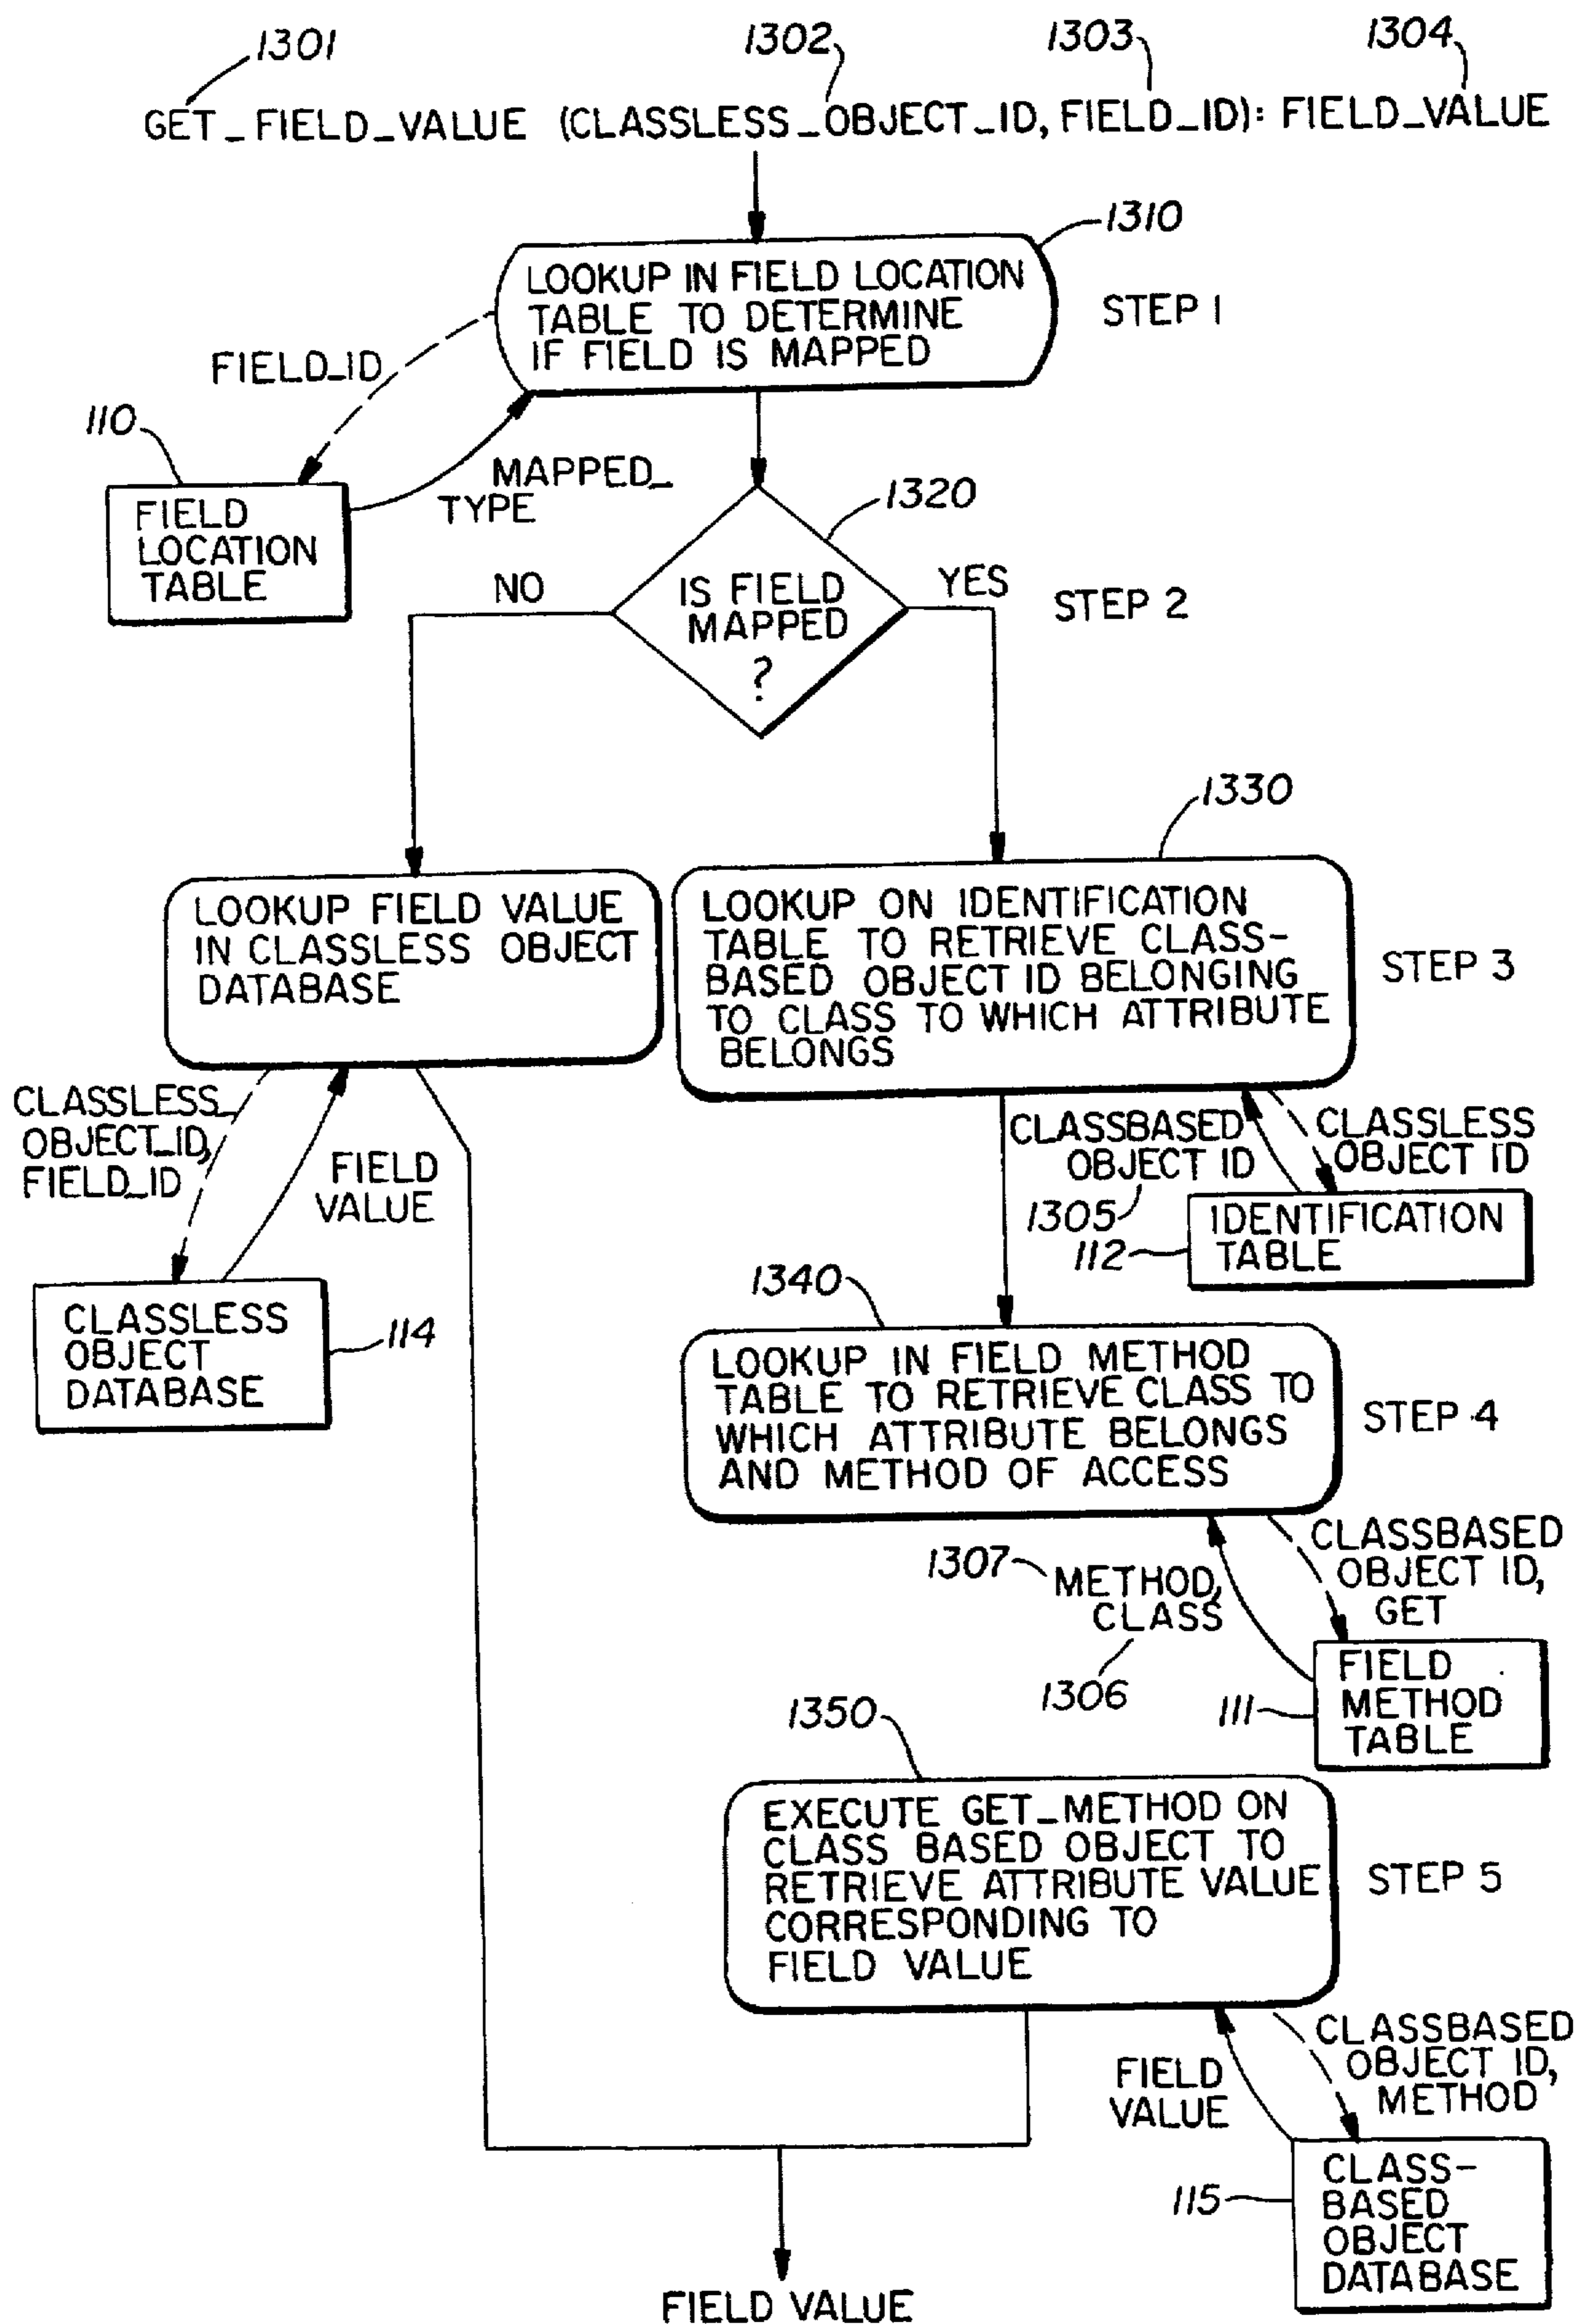 1301
1302
1303
1304
GET_FIELD_VALUE (CLASSLESS_OBJECT_ID, FIELD_ID): FIELD_VALUE
1310
LOOKUP IN FIELD LOCATION
TABLE TO DETERMINE
IF FIELD IS MAPPED
STEP 1
FIELD_ID
110
MAPPED_
TYPE
FIELD
LOCATION
TABLE
1320
NO
IS FIELD
MAPPED
?
YES
STEP 2
1330
LOOKUP FIELD VALUE
IN CLASSLESS OBJECT
DATABASE
LOOKUP ON IDENTIFICATION
TABLE TO RETRIEVE CLASS-
BASED OBJECT ID BELONGING
TO CLASS TO WHICH ATTRIBUTE
BELONGS
STEP 3
CLASSLESS_
OBJECT_ID,
FIELD_ID
FIELD
VALUE
CLASSBASED
OBJECT ID
1305
CLASSLESS
OBJECT ID
112
IDENTIFICATION
TABLE
CLASSLESS
OBJECT
DATABASE
114
1340
LOOKUP IN FIELD METHOD
TABLE TO RETRIEVE CLASS TO
WHICH ATTRIBUTE BELONGS
AND METHOD OF ACCESS
STEP 4
1307
METHOD,
CLASS
1306
CLASSBASED
OBJECT ID,
GET
111
FIELD
METHOD
TABLE
1350
EXECUTE GET_METHOD ON
CLASS BASED OBJECT TO
RETRIEVE ATTRIBUTE VALUE
CORRESPONDING TO
FIELD VALUE
STEP 5
FIELD
VALUE
CLASSBASED
OBJECT ID,
METHOD
115
CLASS-
BASED
OBJECT
DATABASE
FIELD VALUE